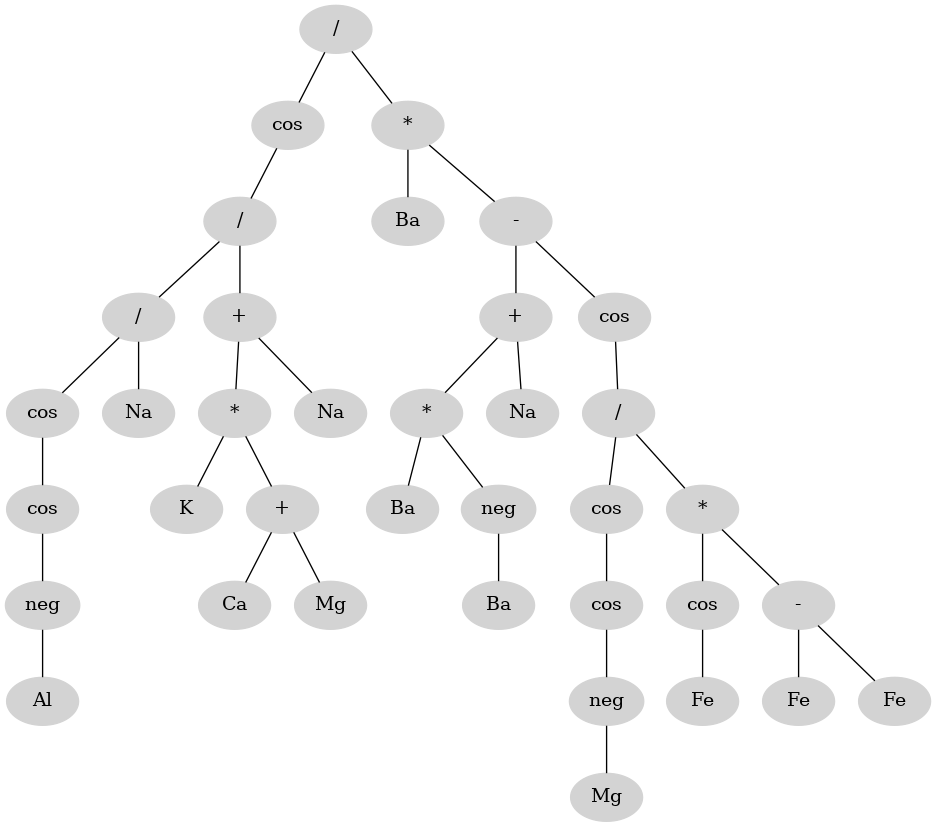 /
cos *
/ Ba -
/ + + cos
cos Na * Na * Na /
cos K + Ba neg cos *
neg Ca Mg Ba cos cos -
Al neg Fe Fe Fe
Mg